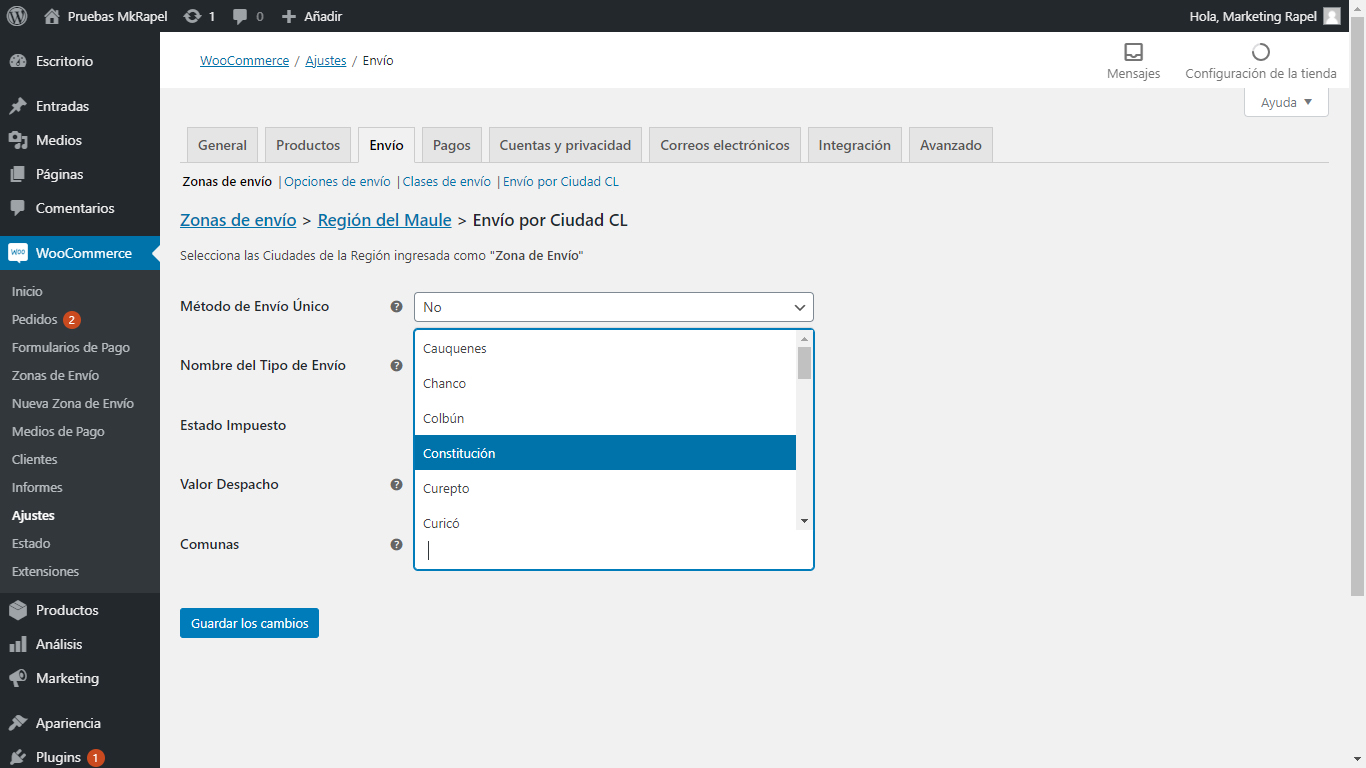 Pruebas MkRapel 1 0 Añadir Hola, Marketing Rapel
Escritorio
Entradas
Medios
Páginas
Comentarios
WOO WooCommerce
Inicio
Pedidos 2
Formularios de Pago
Zonas de Envío
Nueva Zona de Envío
Medios de Pago
Clientes
Informes
Ajustes
Estado
Extensiones
Productos
Análisis
Marketing
Apariencia
Plugins 1
WooCommerce / Ajustes / Envío
Mensajes
Configuración de la tienda
Ayuda
General Productos Envío Pagos Cuentas y privacidad Correos electrónicos Integración Avanzado
Zonas de envío | Opciones de envío | Clases de envío | Envío por Ciudad CL
Zonas de envío > Región del Maule > Envío por Ciudad CL
Selecciona las Ciudades de la Región ingresada como "Zona de Envío"
Método de Envío Único ? No
Nombre del Tipo de Envío ?
Estado Impuesto
Valor Despacho ?
Comunas ?
Cauquenes
Chanco
Colbún
Constitución
Curepto
Curicó
Guardar los cambios